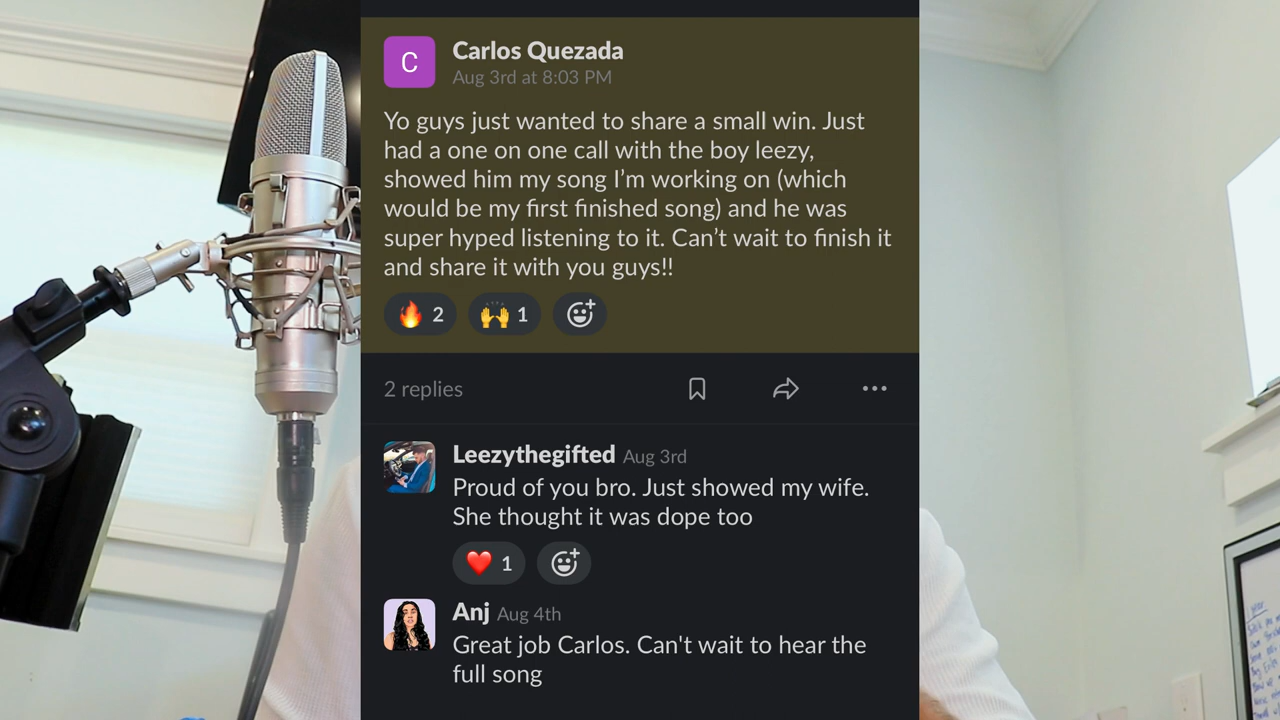 C
Carlos Quezada
Aug 3rd at 8:03 PM
Yo guys just wanted to share a small win. Just
had a one on one call with the boy leezy,
showed him my song I’m working on (which
would be my first finished song) and he was
super hyped listening to it. Can’t wait to finish it
and share it with you guys!!
🔥 2 🙌 1
2 replies
Leezythegifted Aug 3rd
Proud of you bro. Just showed my wife.
She thought it was dope too
❤️ 1
Anj Aug 4th
Great job Carlos. Can't wait to hear the
full song